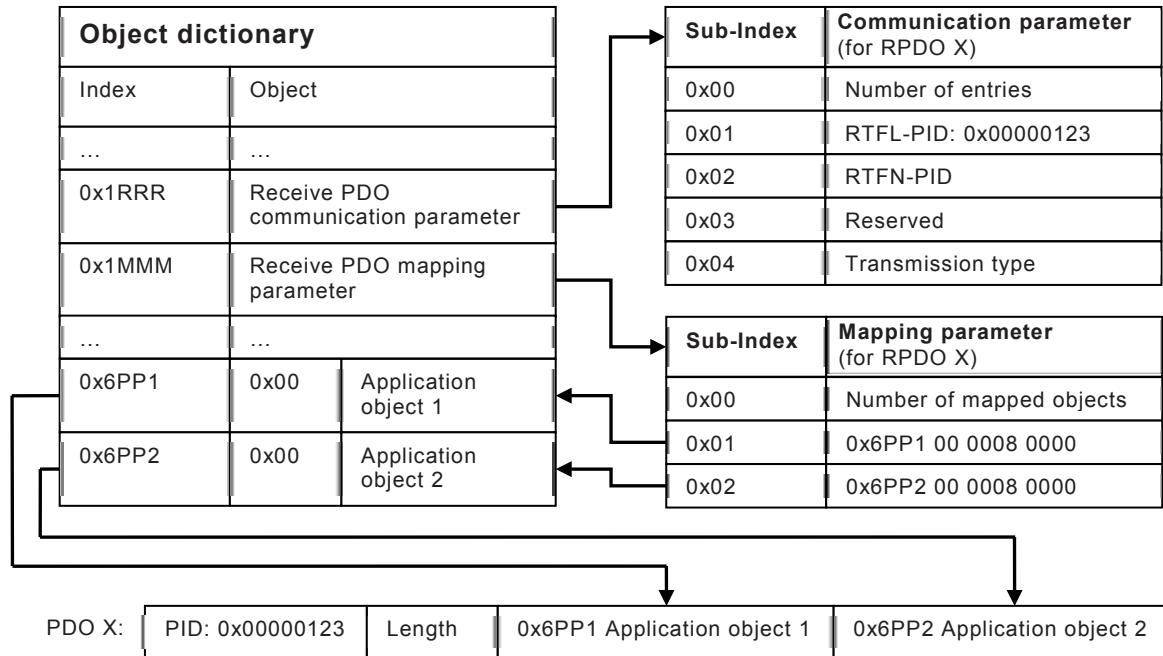 Object dictionary
Index Object
... ...
0x1RRR Receive PDO
communication parameter
0x1MMM Receive PDO mapping
parameter
... ...
0x6PP1 0x00 Application
object 1
0x6PP2 0x00 Application
object 2
Sub-Index Communication parameter
(for RPDO X)
0x00 Number of entries
0x01 RTFL-PID: 0x00000123
0x02 RTFN-PID
0x03 Reserved
0x04 Transmission type
Sub-Index Mapping parameter
(for RPDO X)
0x00 Number of mapped objects
0x01 0x6PP1 00 0008 0000
0x02 0x6PP2 00 0008 0000
PDO X: PID: 0x00000123 Length 0x6PP1 Application object 1 0x6PP2 Application object 2